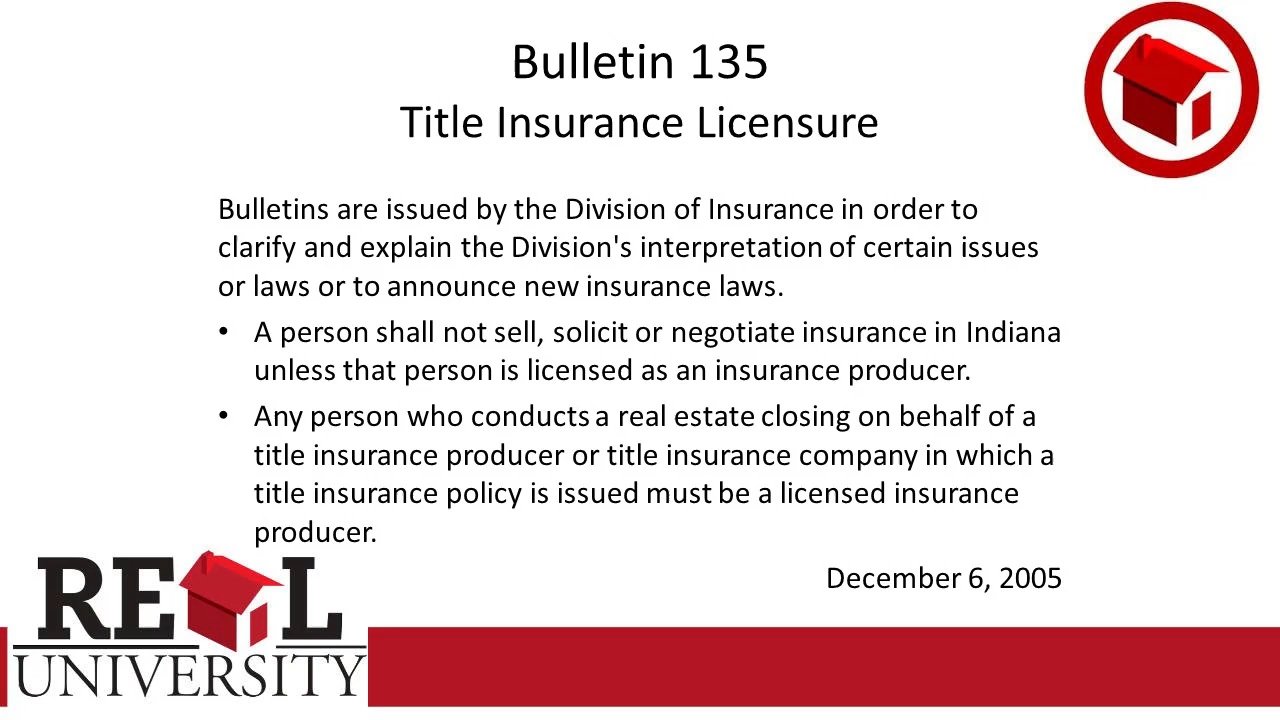 Bulletin 135
Title Insurance Licensure
Bulletins are issued by the Division of Insurance in order to
clarify and explain the Division's interpretation of certain issues
or laws or to announce new insurance laws.
• A person shall not sell, solicit or negotiate insurance in Indiana
unless that person is licensed as an insurance producer.
• Any person who conducts a real estate closing on behalf of a
title insurance producer or title insurance company in which a
title insurance policy is issued must be a licensed insurance
producer.
December 6, 2005
REAL
UNIVERSITY